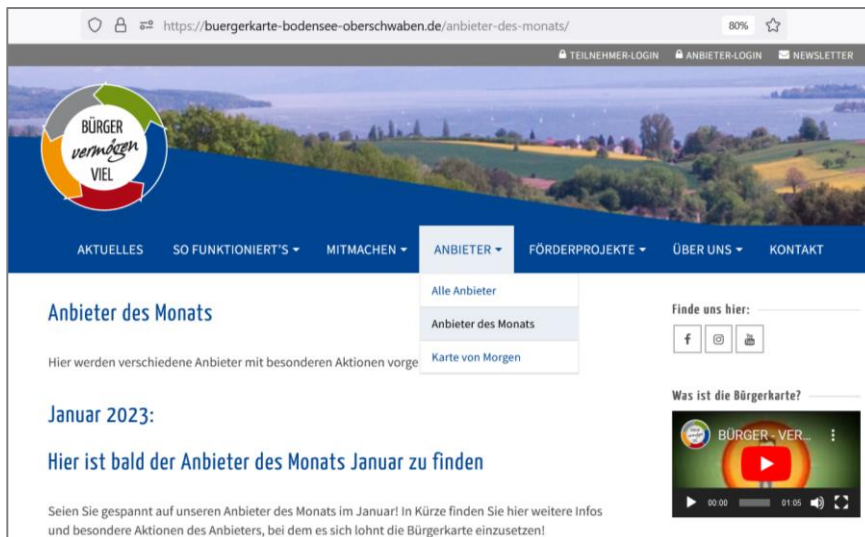 https://buergerkarte-bodensee-oberschwaben.de/anbieter-des-monats/
80%
TEILNEHMER-LOGIN
ANBIETER-LOGIN
NEWSLETTER
BÜRGER
vermögen
VIEL
AKTUELLES
SO FUNKTIONIERT'S
MITMACHEN
ANBIETER
FÖRDERPROJEKTE
ÜBER UNS
KONTAKT
Alle Anbieter
Anbieter des Monats
Karte von Morgen
Anbieter des Monats
Hier werden verschiedene Anbieter mit besonderen Aktionen vorge
Januar 2023:
Hier ist bald der Anbieter des Monats Januar zu finden
Seien Sie gespannt auf unseren Anbieter des Monats im Januar! In Kürze finden Sie hier weitere Infos
und besondere Aktionen des Anbieters, bei dem es sich lohnt die Bürgerkarte einzusetzen!
Finde uns hier:
Was ist die Bürgerkarte?
BÜRGER - VER...
00:00
01:05